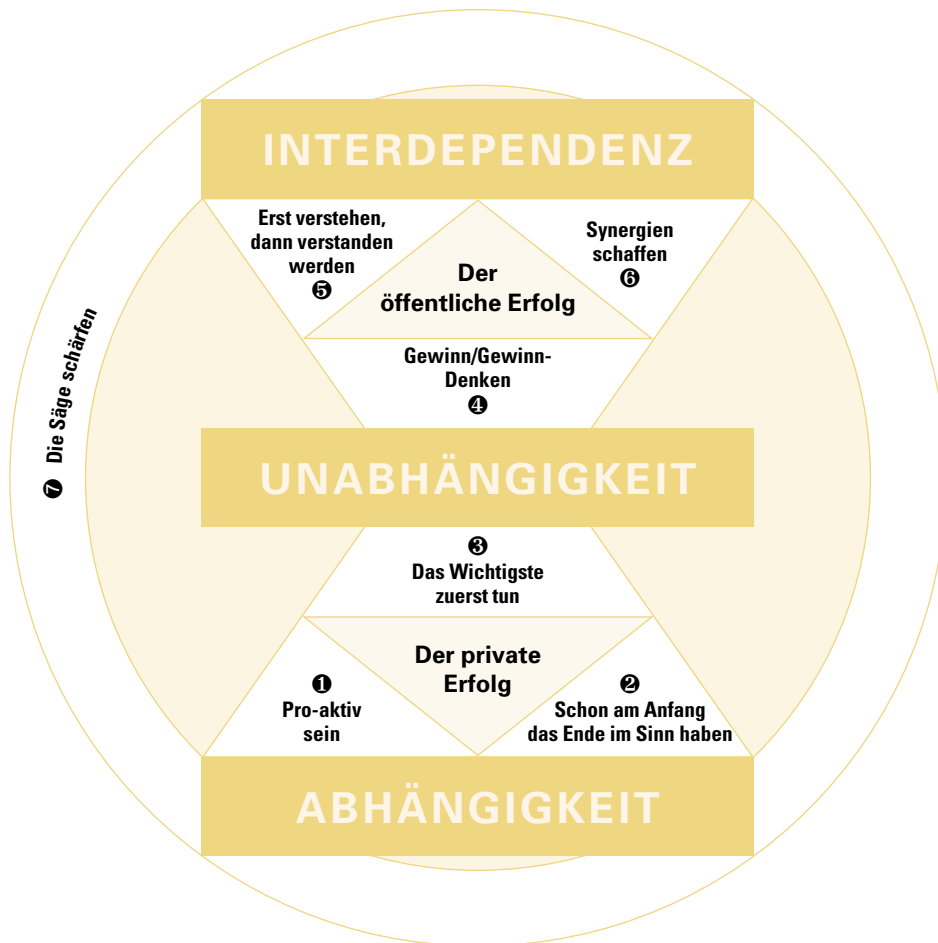 INTERDEPENDENZ
Erst verstehen,
dann verstanden
werden
❺
Der
öffentliche Erfolg
Synergien
schaffen
❻
Gewinn/Gewinn-
Denken
❹
❼ Die Säge schärfen
UNABHÄNGIGKEIT
❸
Das Wichtigste
zuerst tun
Der private
Erfolg
❶
Pro-aktiv
sein
❷
Schon am Anfang
das Ende im Sinn haben
ABHÄNGIGKEIT